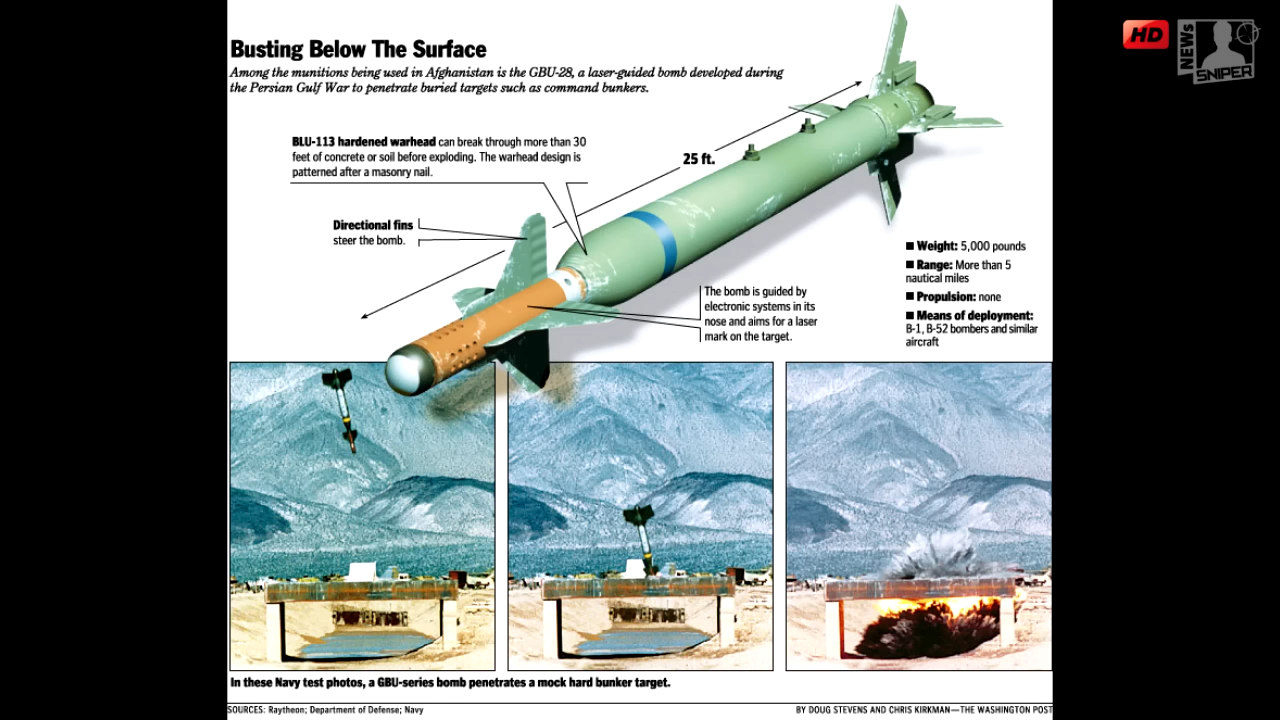 HD
NEWS
SNIPER
Busting Below The Surface
Among the munitions being used in Afghanistan is the GBU-28, a laser-guided bomb developed during
the Persian Gulf War to penetrate buried targets such as command bunkers.
BLU-113 hardened warhead can break through more than 30
feet of concrete or soil before exploding. The warhead design is
patterned after a masonry nail.
25 ft.
Directional fins
steer the bomb.
The bomb is guided by
electronic systems in its
nose and aims for a laser
mark on the target.
■ Weight: 5,000 pounds
■ Range: More than 5
nautical miles
■ Propulsion: none
■ Means of deployment:
B-1, B-52 bombers and similar
aircraft
In these Navy test photos, a GBU-series bomb penetrates a mock hard bunker target.
SOURCES: Raytheon; Department of Defense; Navy
BY DOUG STEVENS AND CHRIS KIRKMAN—THE WASHINGTON POST